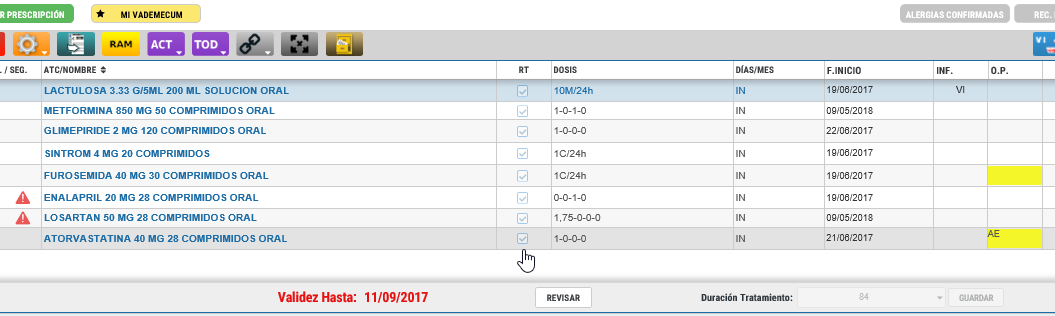 R PRESCRIPCIÓN MI VADEMECUM ALERGIAS CONFIRMADAS REC.
RAM ACT TOD VI
. / SEG. ATC/NOMBRE RT DOSIS DÍAS/MES F.INICIO INF. O.P.
LACTULOSA 3.33 G/5ML 200 ML SOLUCION ORAL 10M/24h IN 19/06/2017 VI
METFORMINA 850 MG 50 COMPRIMIDOS ORAL 1-0-1-0 IN 09/05/2018
GLIMEPIRIDE 2 MG 120 COMPRIMIDOS ORAL 1-0-0-0 IN 22/06/2017
SINTROM 4 MG 20 COMPRIMIDOS 1C/24h IN 19/06/2017
FUROSEMIDA 40 MG 30 COMPRIMIDOS ORAL 1C/24h IN 19/06/2017
ENALAPRIL 20 MG 28 COMPRIMIDOS ORAL 0-0-1-0 IN 19/06/2017
LOSARTAN 50 MG 28 COMPRIMIDOS ORAL 1,75-0-0-0 IN 09/05/2018
ATORVASTATINA 40 MG 28 COMPRIMIDOS ORAL 1-0-0-0 IN 21/06/2017 AE
Validez Hasta: 11/09/2017 REVISAR Duración Tratamiento: 84 GUARDAR